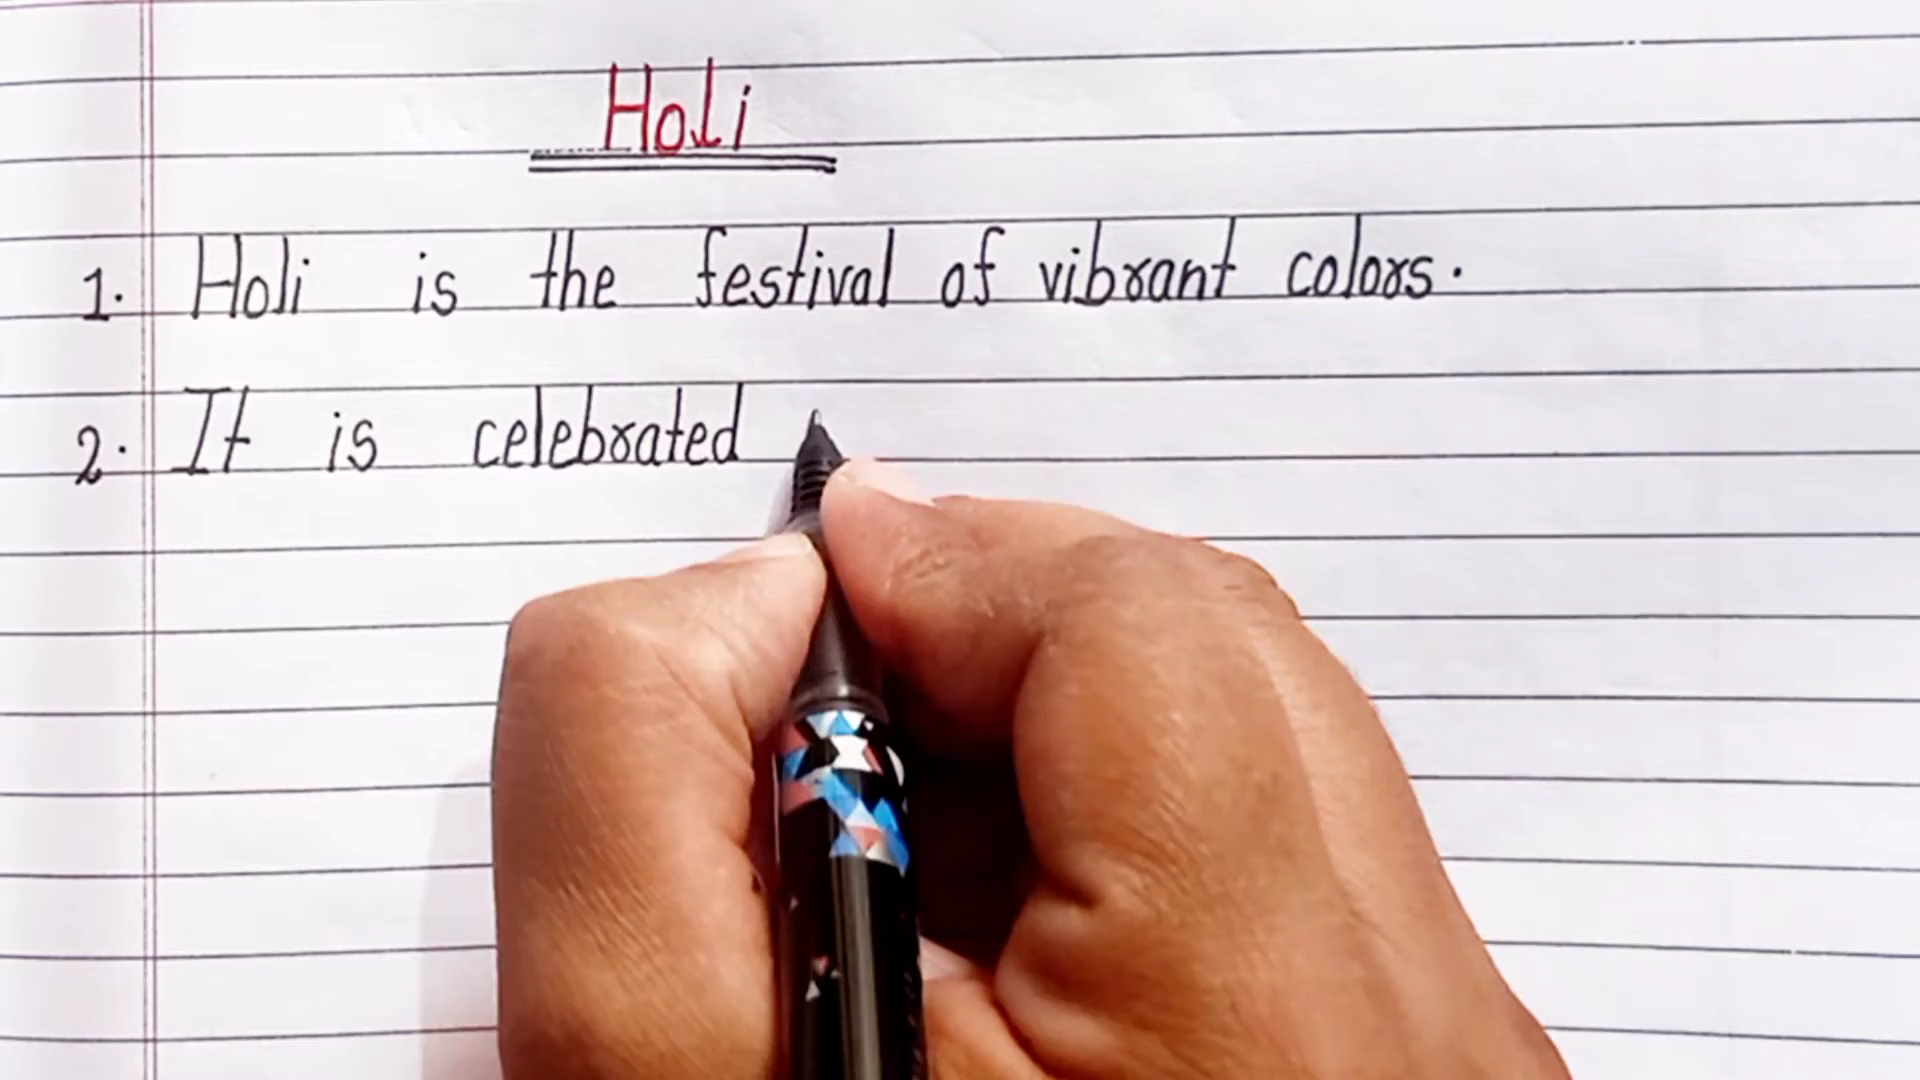 Holi
1. Holi is the festival of vibrant colors.
2. It is celebrated